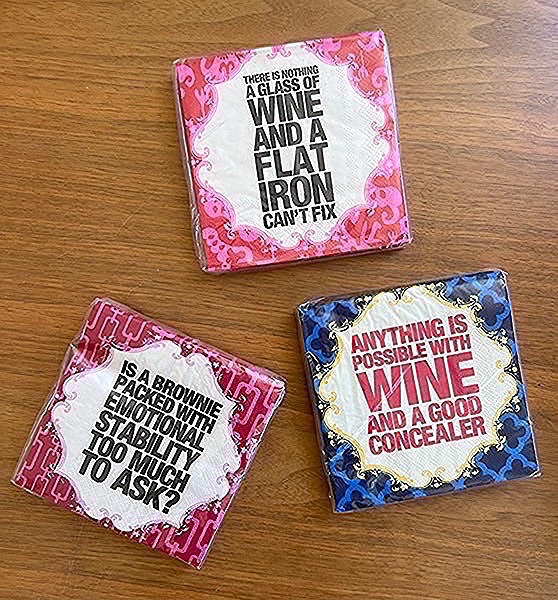 THERE IS NOTHING
A GLASS OF
WINE
AND A
FLAT
IRON
CAN'T FIX
ANYTHING IS
POSSIBLE WITH
WINE
AND A GOOD
CONCEALER
IS A BROWNIE
PACKED WITH
EMOTIONAL
STABILITY
TOO MUCH
TO ASK?